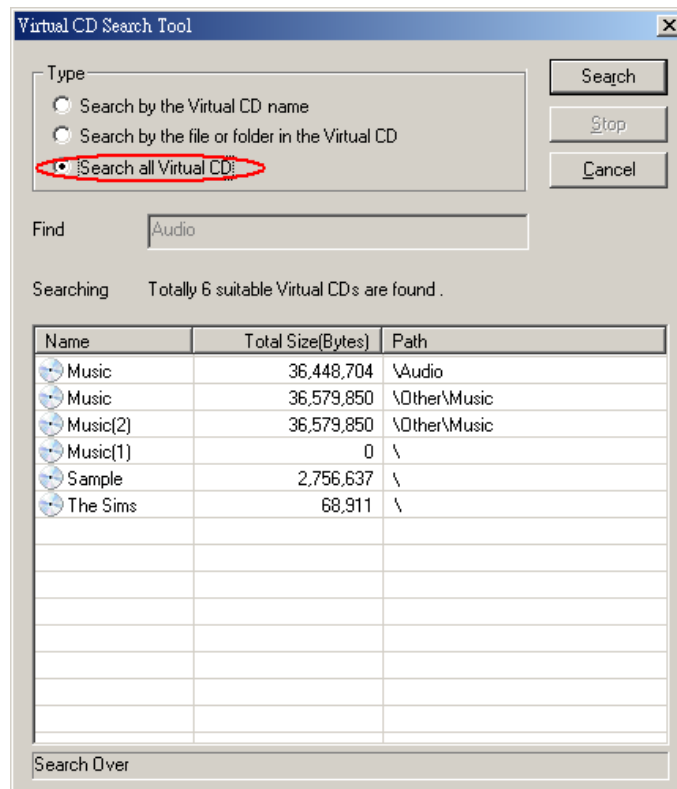 Virtual CD Search Tool
Type
Search by the Virtual CD name
Search by the file or folder in the Virtual CD
Search all Virtual CD
Search
Stop
Cancel
Find Audio
Searching Totally 6 suitable Virtual CDs are found .
Name Total Size(Bytes) Path
Music 36,448,704 \Audio
Music 36,579,850 \Other\Music
Music(2) 36,579,850 \Other\Music
Music(1) 0 \
Sample 2,756,637 \
The Sims 68,911 \
Search Over